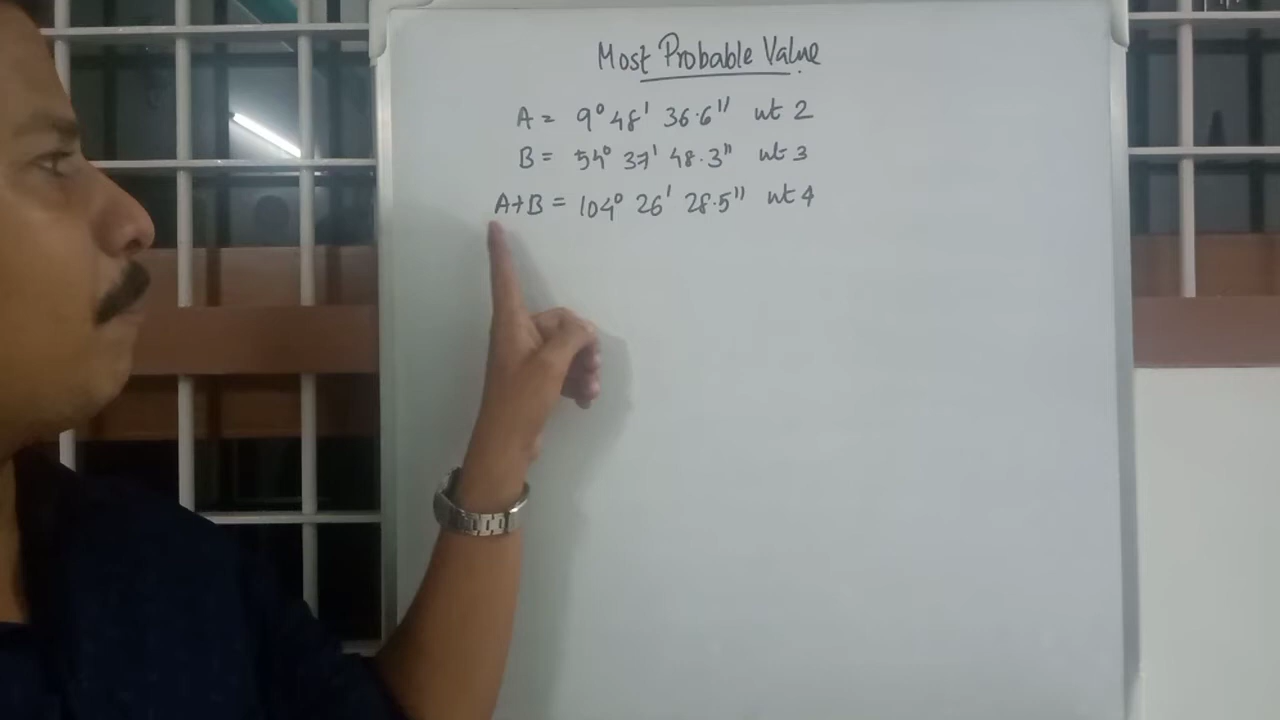 Most Probable Value
A = 9° 48' 36.6" wt 2
B = 54° 37' 48.3" wt 3
A+B = 104° 26' 28.5" wt 4